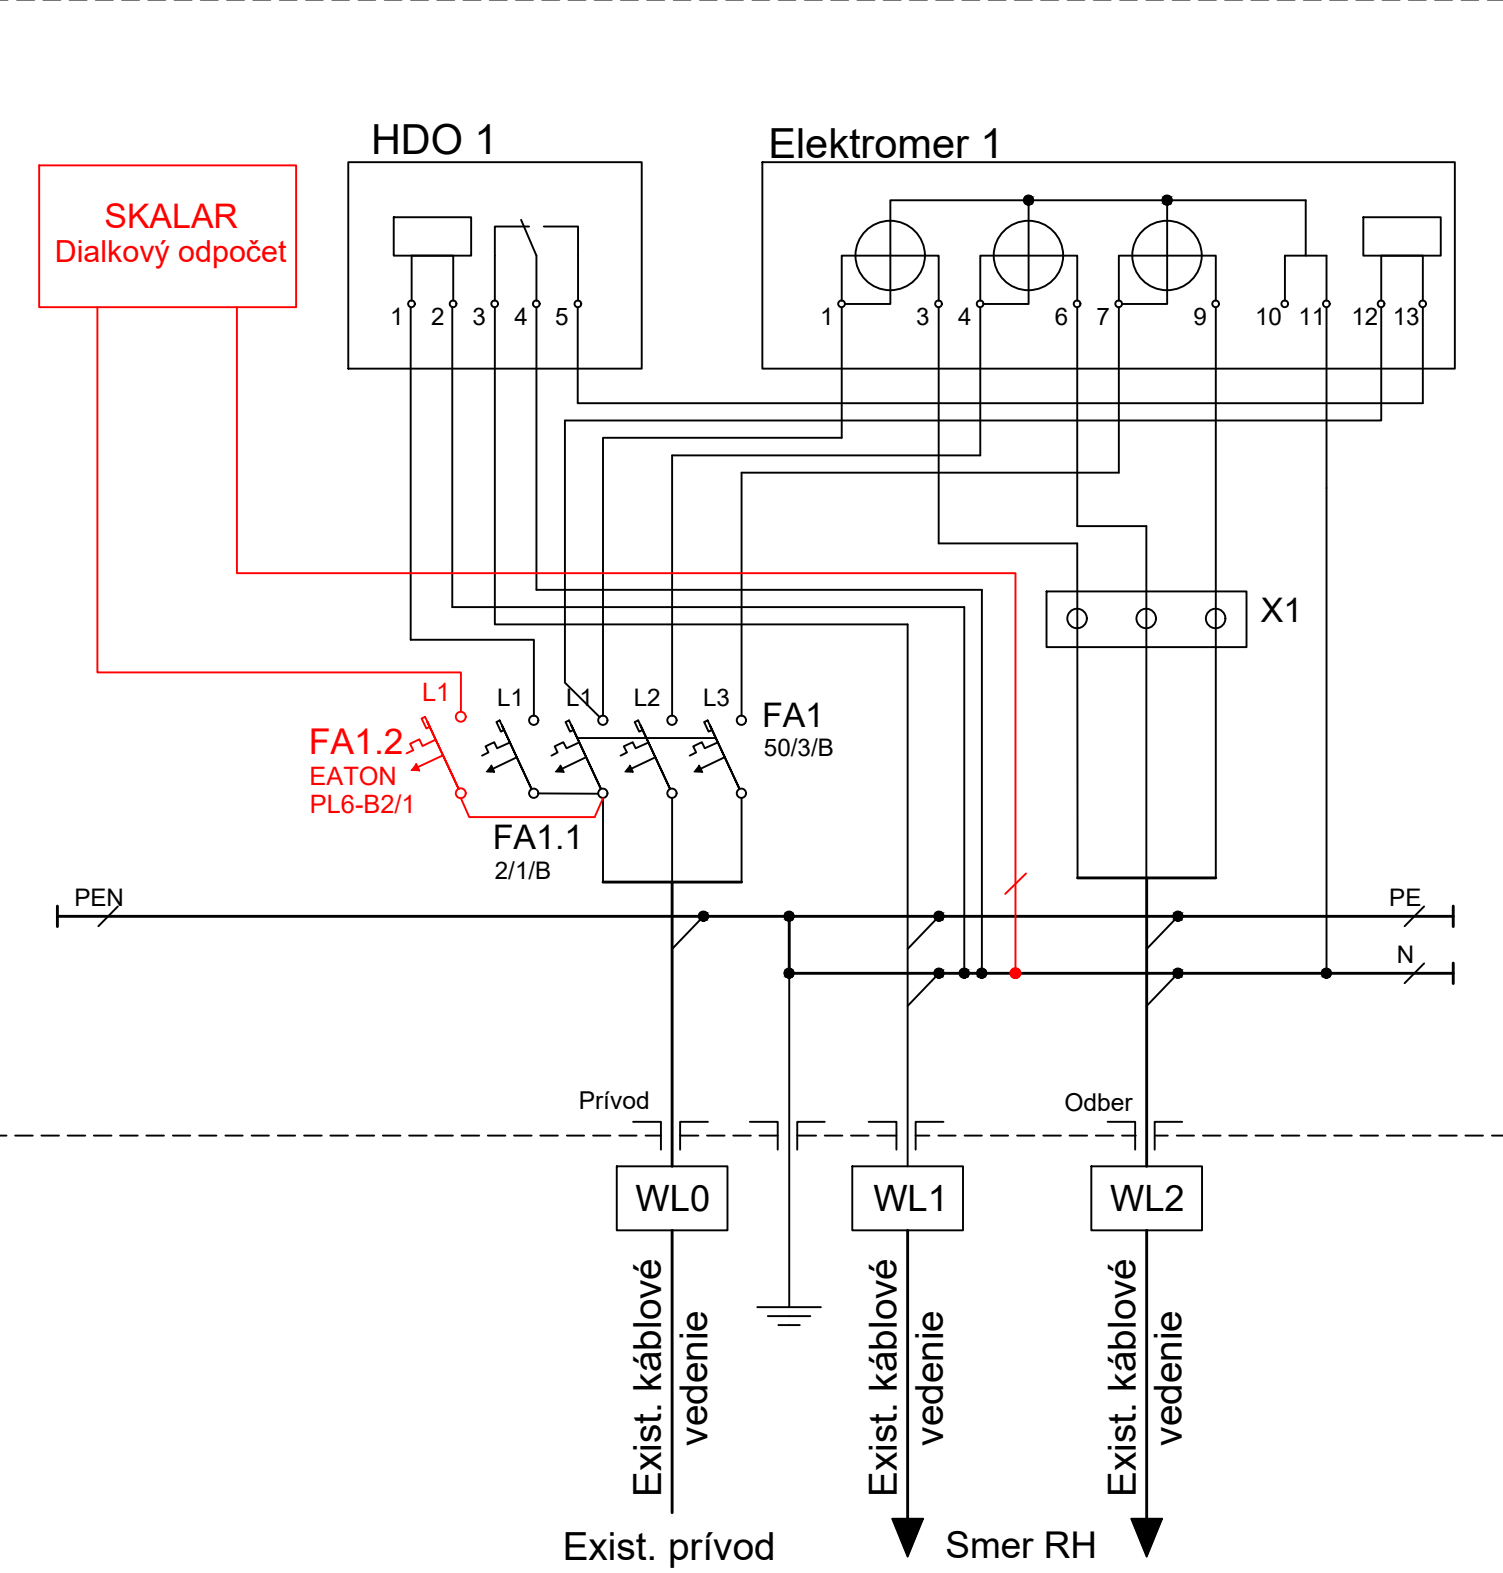 HDO 1
Elektromer 1
SKALAR
Dialkový odpočet
1 2 3 4 5
1 3 4 6 7 9 10 11 12 13
X1
L1 L1 L1 L2 L3
FA1
50/3/B
FA1.2
EATON
PL6-B2/1
FA1.1
2/1/B
PEN
PE
N
Prívod
Odber
WL0
WL1
WL2
Exist. káblové
vedenie
Exist. káblové
vedenie
Exist. káblové
vedenie
Exist. prívod
Smer RH